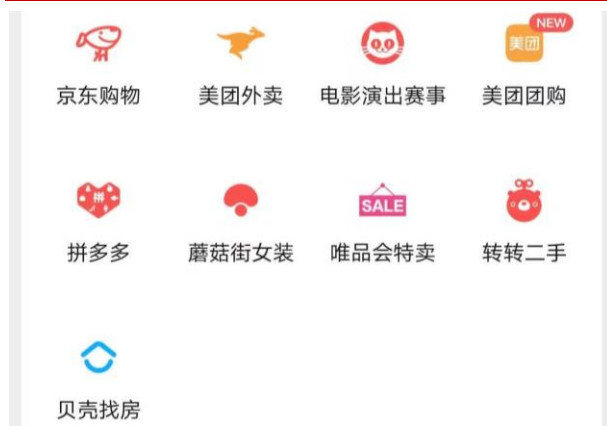 NEW
美团
京东购物 美团外卖 电影演出赛事 美团团购
拼
SALE
拼多多 蘑菇街女装 唯品会特卖 转转二手
贝壳找房